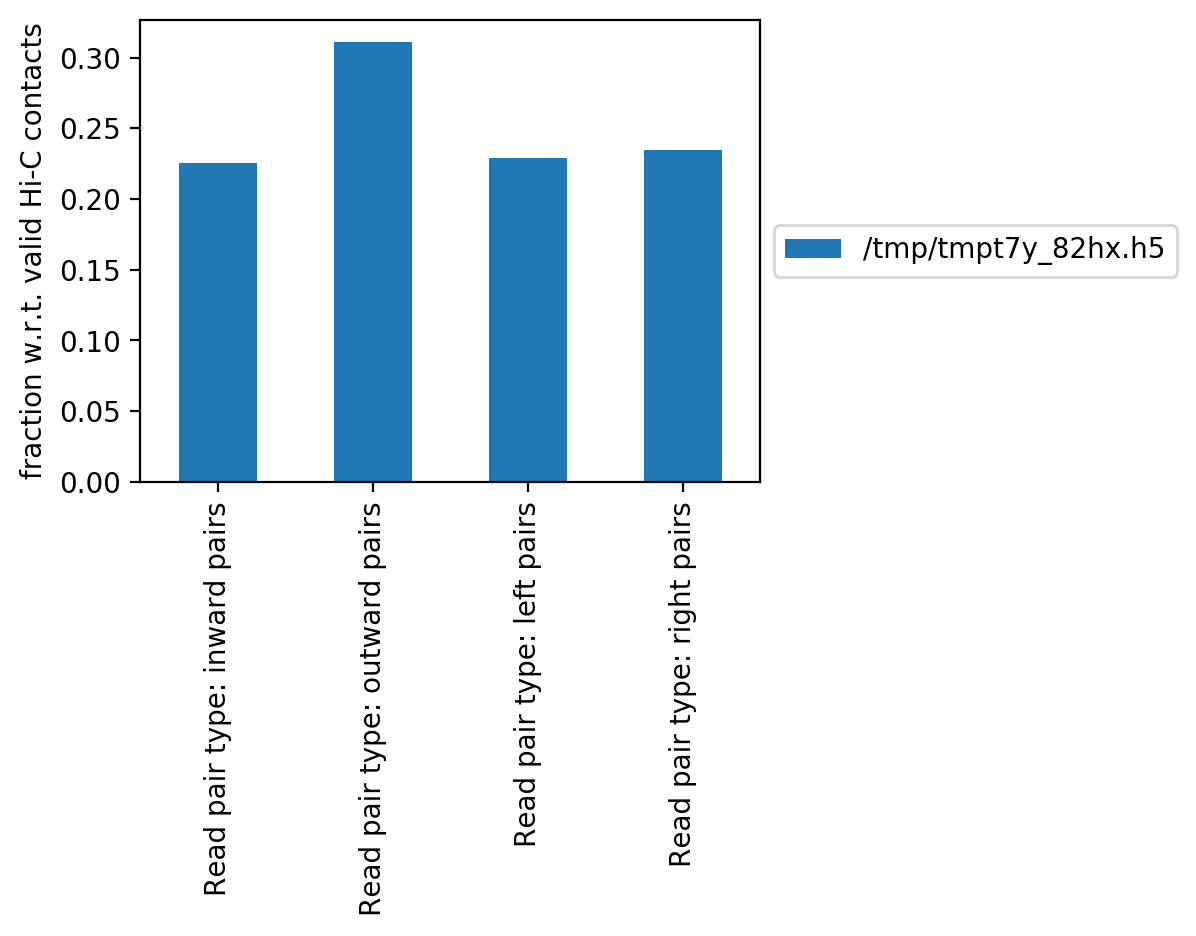 fraction w.r.t. valid Hi-C contacts
0.30
0.25
0.20
0.15
0.10
0.05
0.00
Read pair type: inward pairs
Read pair type: outward pairs
Read pair type: left pairs
Read pair type: right pairs
/tmp/tmpt7y_82hx.h5